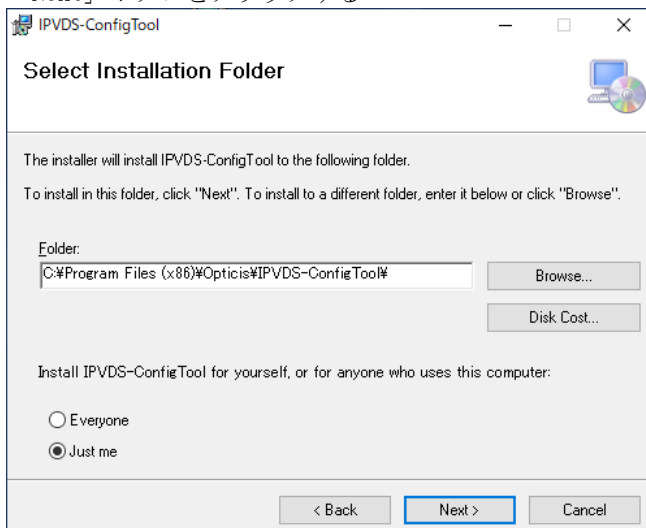 IPVDS-ConfigTool
Select Installation Folder
The installer will install IPVDS-ConfigTool to the following folder.
To install in this folder, click "Next". To install to a different folder, enter it below or click "Browse".
Folder:
C:¥Program Files (x86)¥Opticis¥IPVDS-ConfigTool¥
Browse...
Disk Cost...
Install IPVDS-ConfigTool for yourself, or for anyone who uses this computer:
Everyone
Just me
< Back
Next >
Cancel